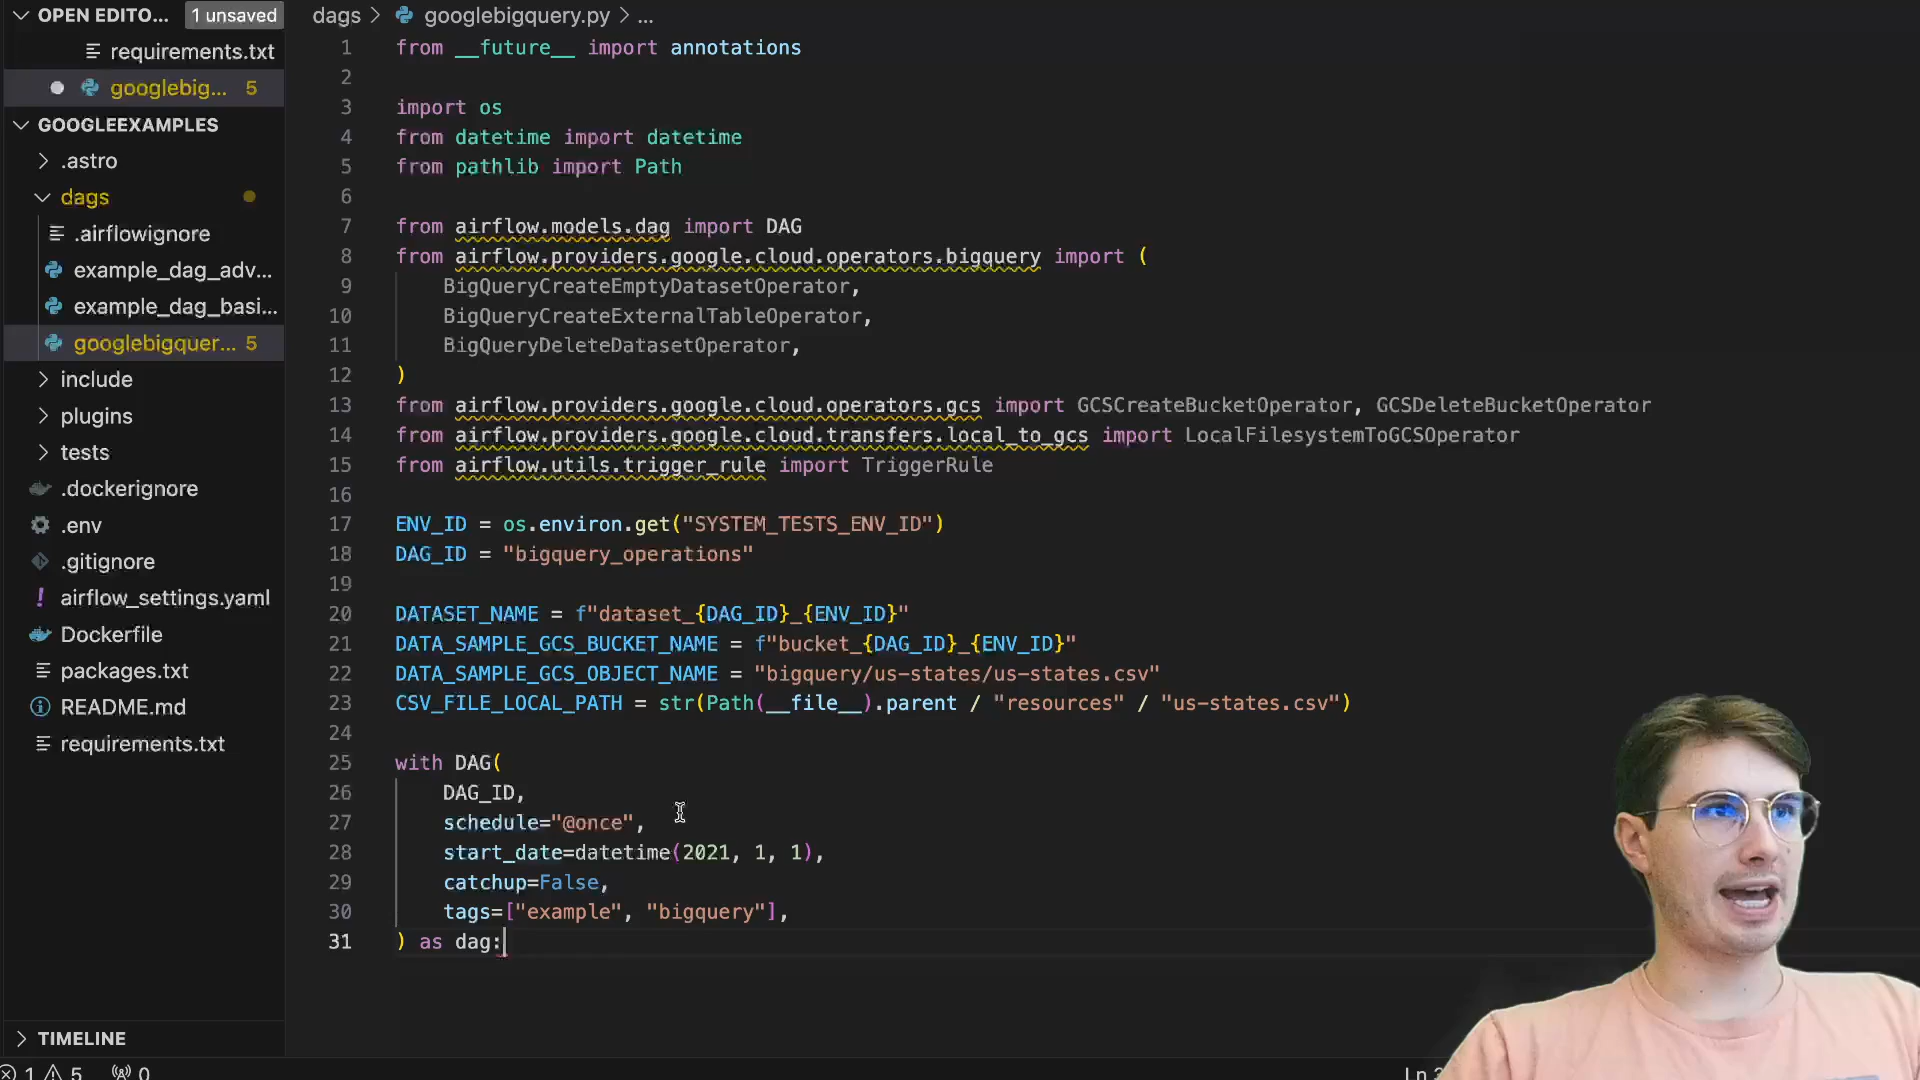 OPEN EDITO... 1 unsaved
requirements.txt
googlebig... 5
GOOGLEEXAMPLES
.astro
dags
.airflowignore
example_dag_adv...
example_dag_basi...
googlebigquer... 5
include
plugins
tests
.dockerignore
.env
.gitignore
! airflow_settings.yaml
Dockerfile
packages.txt
README.md
requirements.txt
TIMELINE
1 5 0
dags > googlebigquery.py > ...
1 from __future__ import annotations
2
3 import os
4 from datetime import datetime
5 from pathlib import Path
6
7 from airflow.models.dag import DAG
8 from airflow.providers.google.cloud.operators.bigquery import (
9 BigQueryCreateEmptyDatasetOperator,
10 BigQueryCreateExternalTableOperator,
11 BigQueryDeleteDatasetOperator,
12 )
13 from airflow.providers.google.cloud.operators.gcs import GCSCreateBucketOperator, GCSDeleteBucketOperator
14 from airflow.providers.google.cloud.transfers.local_to_gcs import LocalFilesystemToGCSOperator
15 from airflow.utils.trigger_rule import TriggerRule
16
17 ENV_ID = os.environ.get("SYSTEM_TESTS_ENV_ID")
18 DAG_ID = "bigquery_operations"
19
20 DATASET_NAME = f"dataset_{DAG_ID}_{ENV_ID}"
21 DATA_SAMPLE_GCS_BUCKET_NAME = f"bucket_{DAG_ID}_{ENV_ID}"
22 DATA_SAMPLE_GCS_OBJECT_NAME = "bigquery/us-states/us-states.csv"
23 CSV_FILE_LOCAL_PATH = str(Path(__file__).parent / "resources" / "us-states.csv")
24
25 with DAG(
26 DAG_ID,
27 schedule="@once",
28 start_date=datetime(2021, 1, 1),
29 catchup=False,
30 tags=["example", "bigquery"],
31 ) as dag: